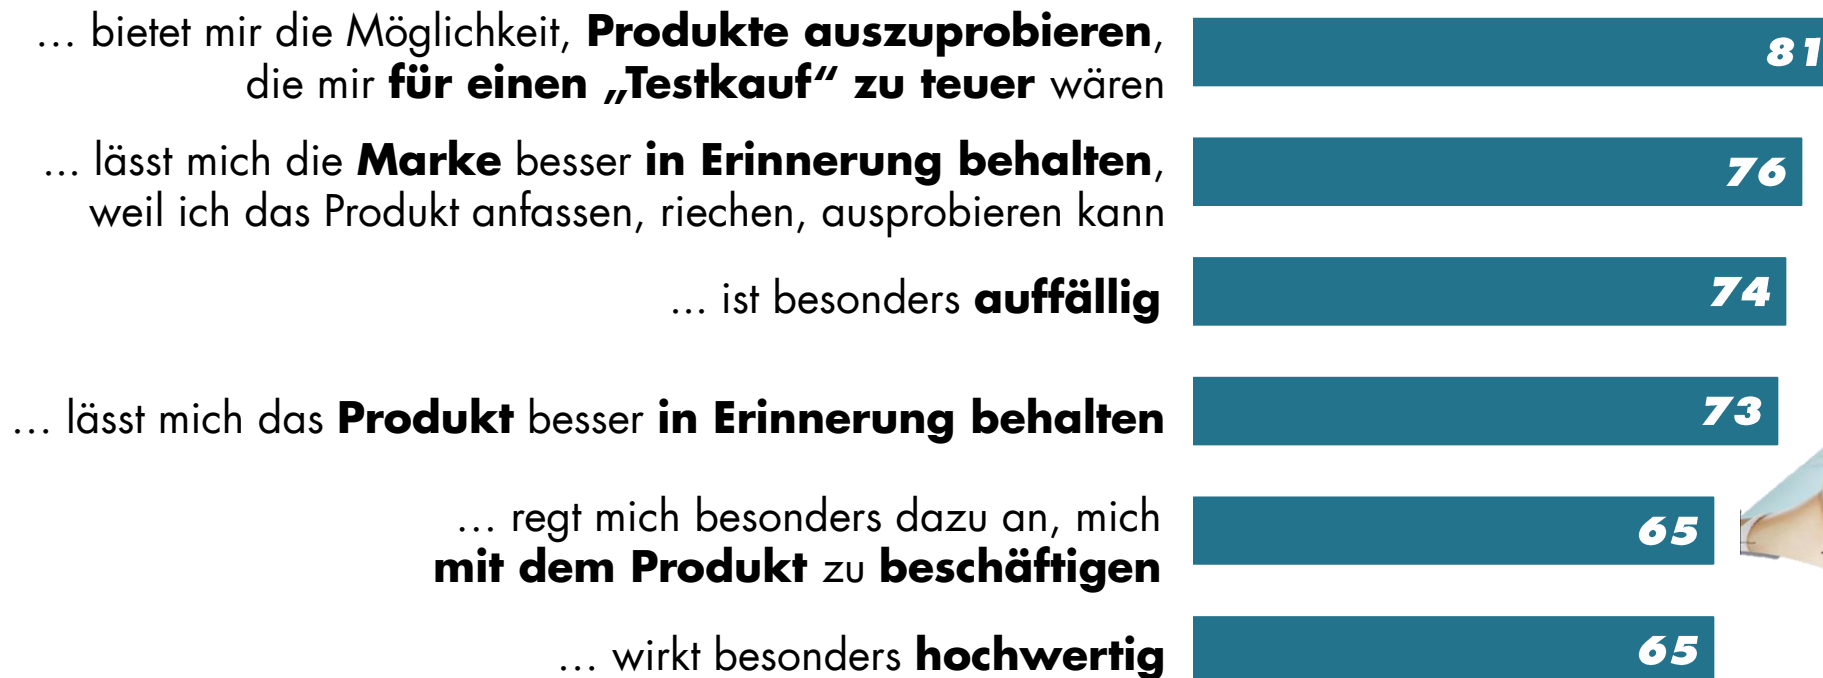 ... bietet mir die Möglichkeit, Produkte auszuprobieren,
die mir für einen „Testkauf“ zu teuer wären
81
... lässt mich die Marke besser in Erinnerung behalten,
weil ich das Produkt anfassen, riechen, ausprobieren kann
76
... ist besonders auffällig
74
... lässt mich das Produkt besser in Erinnerung behalten
73
... regt mich besonders dazu an, mich
mit dem Produkt zu beschäftigen
65
... wirkt besonders hochwertig
65